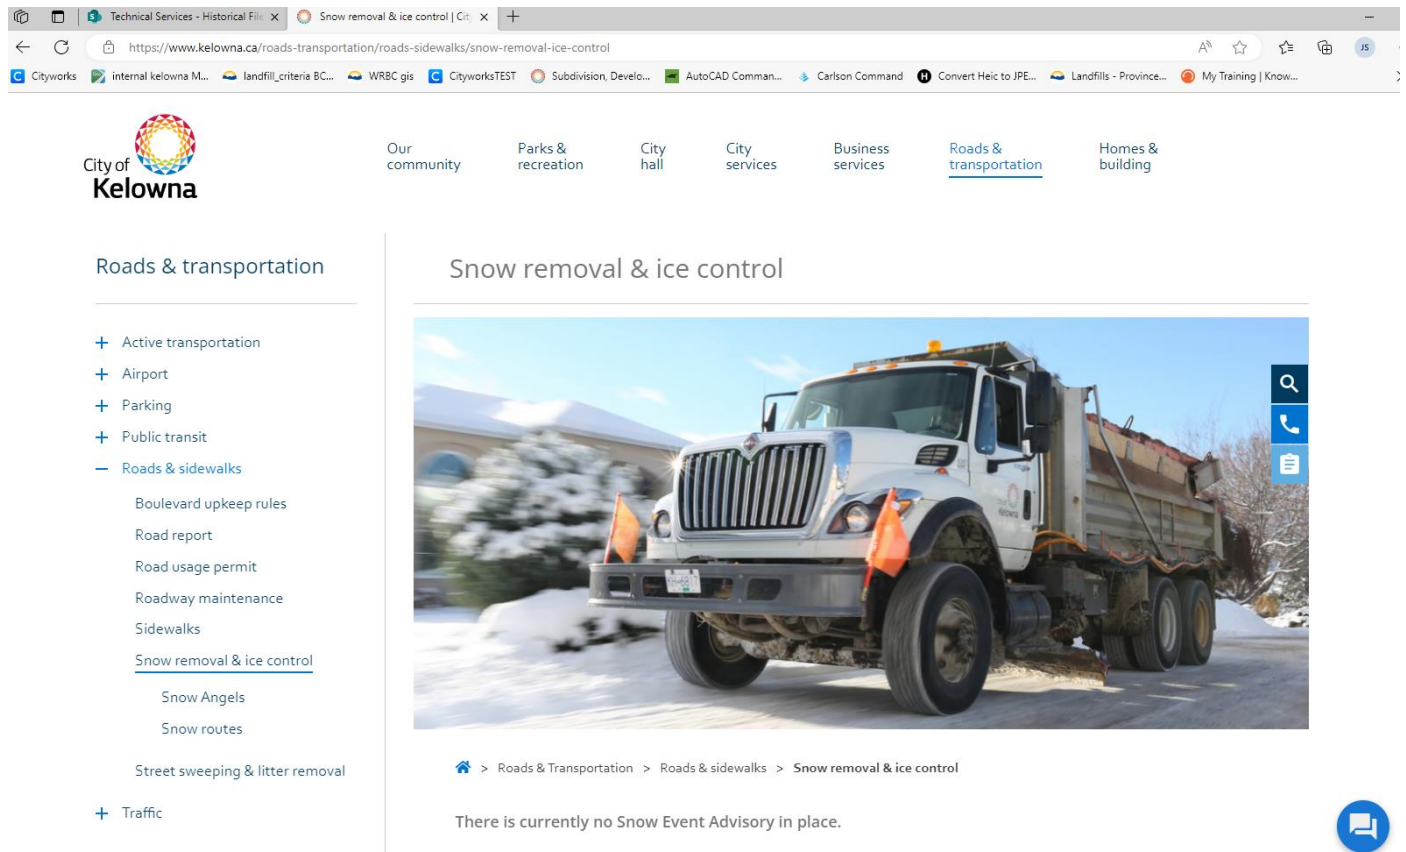 Technical Services - Historical File
Snow removal & ice control | Cit
https://www.kelowna.ca/roads-transportation/roads-sidewalks/snow-removal-ice-control
JS
Cityworks
internal kelowna M...
landfill_criteria BC...
WRBC gis
CityworksTEST
Subdivision, Develo...
AutoCAD Comman...
Carlson Command
Convert Heic to JPE...
Landfills - Province...
My Training | Know...
City of
Kelowna
Our community
Parks & recreation
City hall
City services
Business services
Roads & transportation
Homes & building
Roads & transportation
Active transportation
Airport
Parking
Public transit
Roads & sidewalks
Boulevard upkeep rules
Road report
Road usage permit
Roadway maintenance
Sidewalks
Snow removal & ice control
Snow Angels
Snow routes
Street sweeping & litter removal
Traffic
Snow removal & ice control
Kelowna
> Roads & Transportation > Roads & sidewalks > Snow removal & ice control
There is currently no Snow Event Advisory in place.